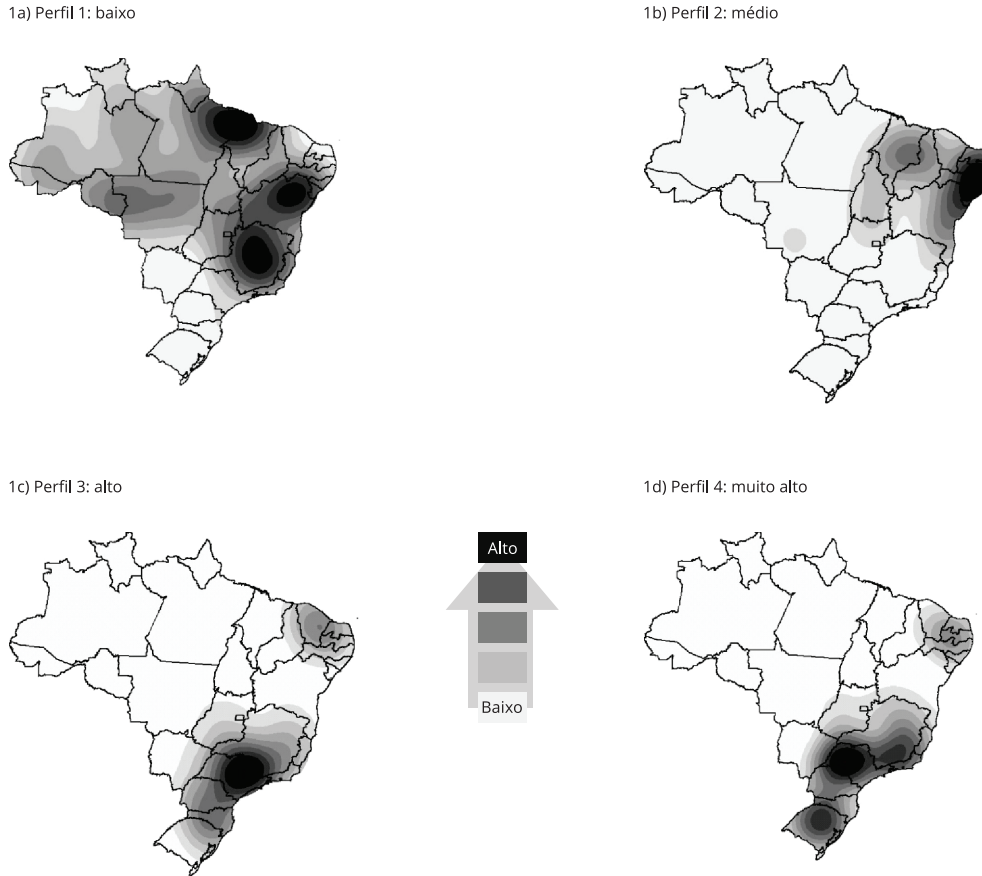 1a) Perfil 1: baixo
1b) Perfil 2: médio
1c) Perfil 3: alto
1d) Perfil 4: muito alto
Alto
Baixo